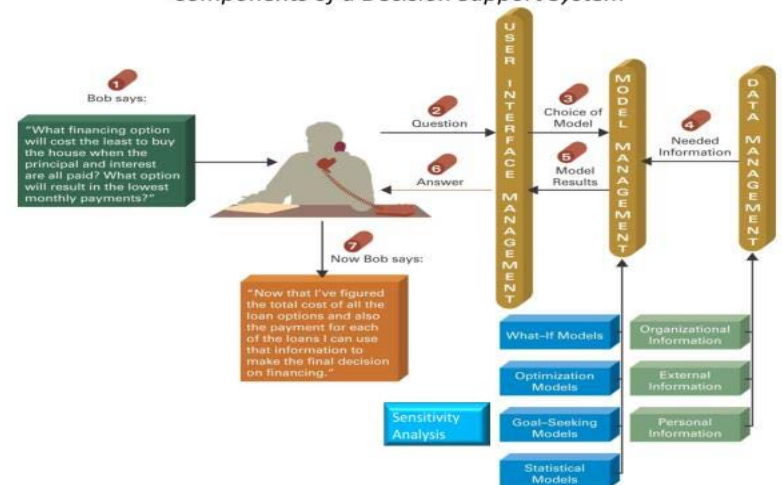 Components of a Decision Support System
1
Bob says:
"What financing option
will cost the least to buy
the house when the
principal and interest
are all paid? What option
will result in the lowest
monthly payments?"
2
Question
6
Answer
7
Now Bob says:
"Now that I've figured
the total cost of all the
loan options and also
the payment for each
of the loans I can use
that information to
make the final decision
on financing."
USER INTERFACE MANAGEMENT
3
Choice of
Model
5
Model
Results
MODEL MANAGEMENT
4
Needed
Information
DATA MANAGEMENT
What–If Models
Optimization
Models
Sensitivity
Analysis
Goal–Seeking
Models
Statistical
Models
Organizational
Information
External
Information
Personal
Information